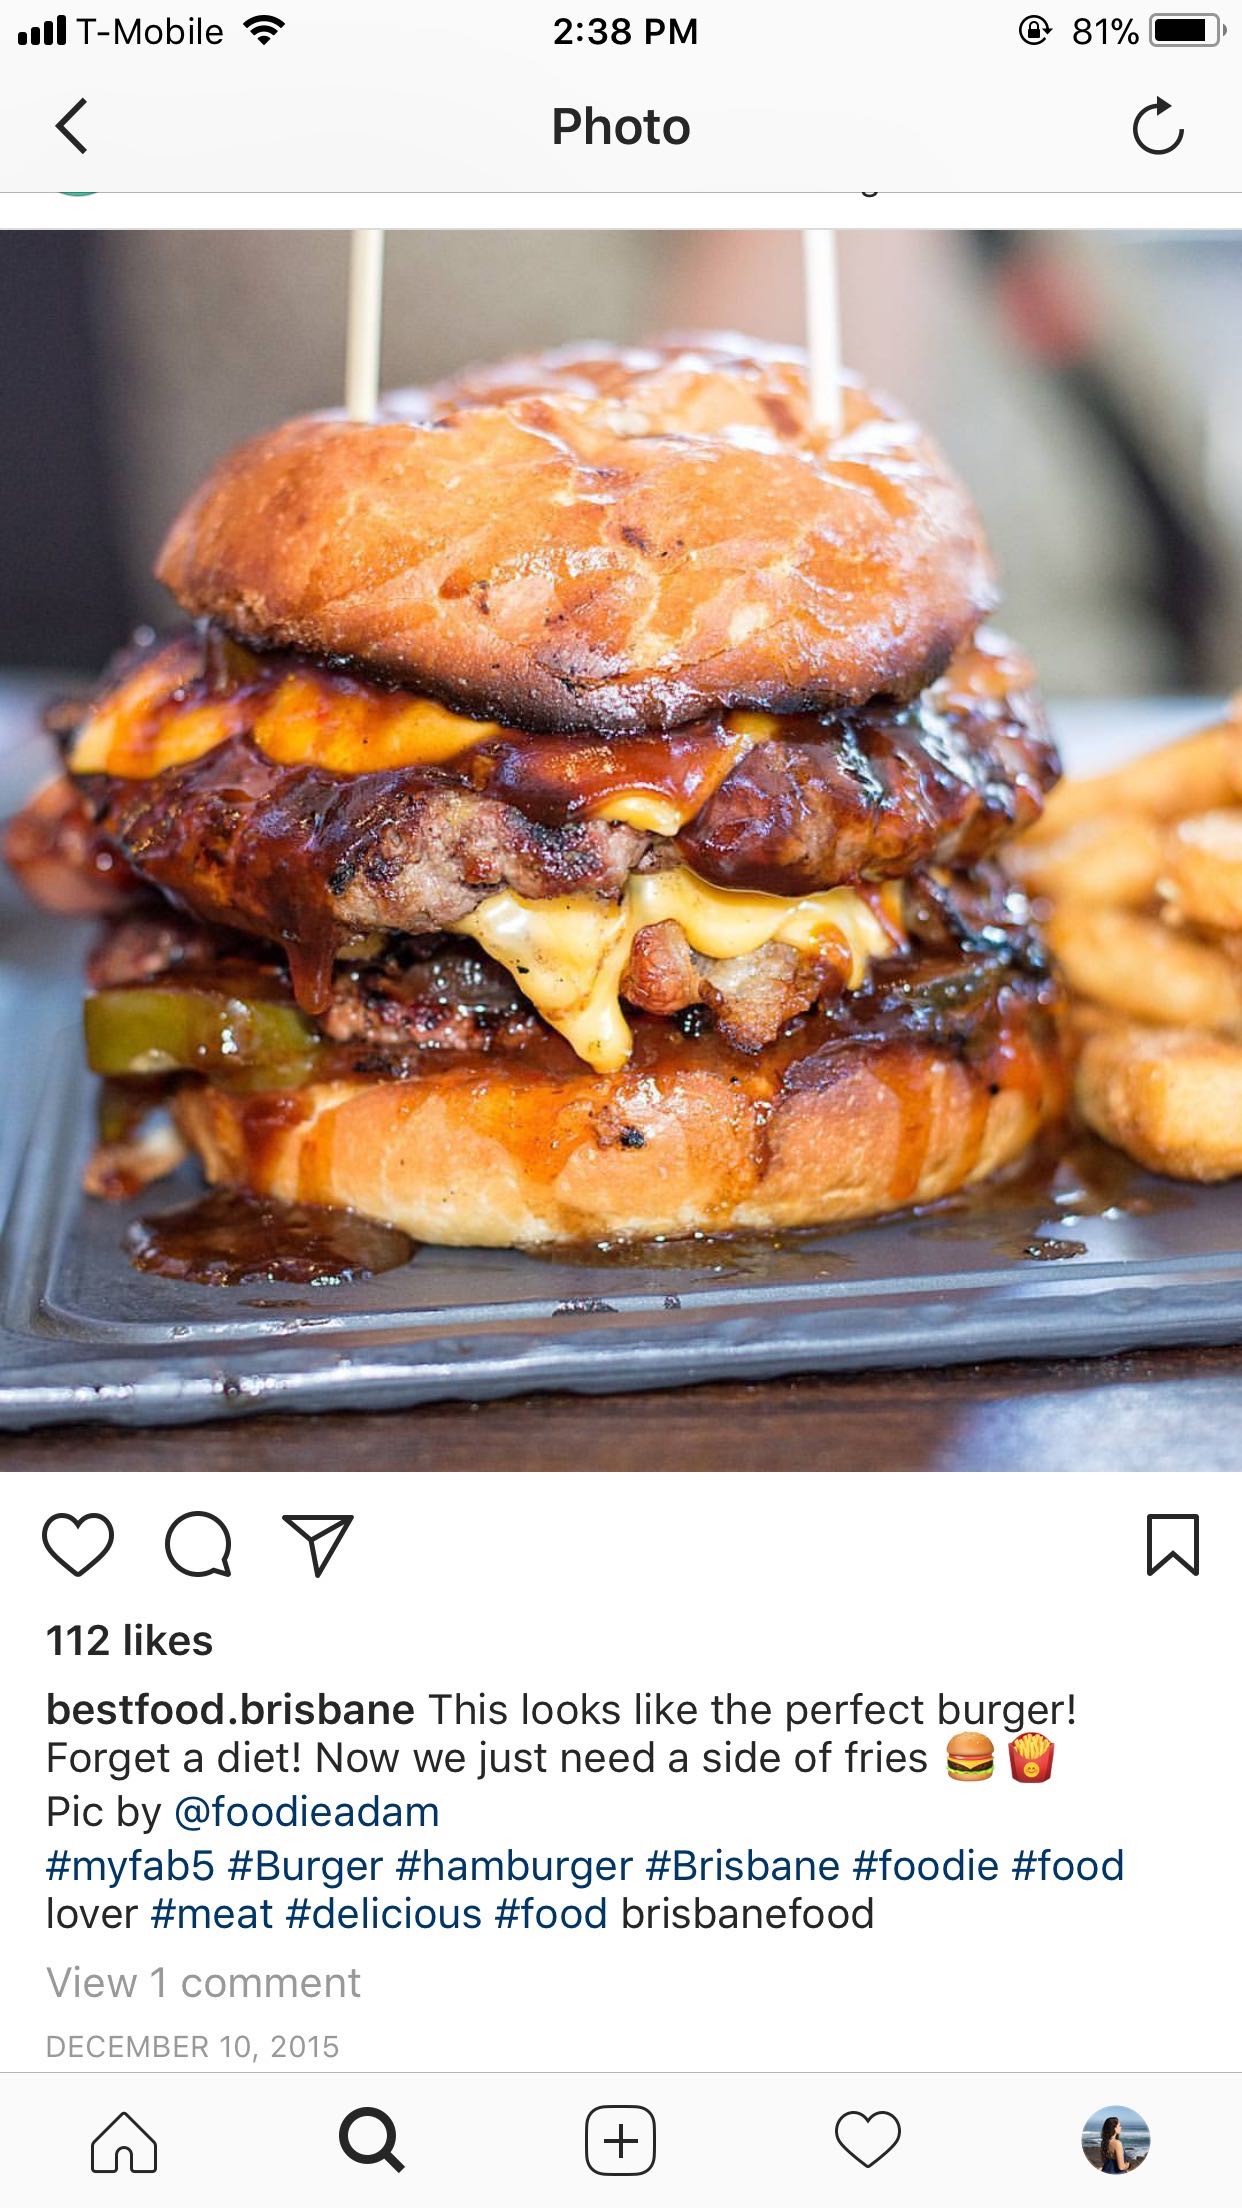 T-Mobile 2:38 PM 81%
Photo
112 likes
bestfood.brisbane This looks like the perfect burger!
Forget a diet! Now we just need a side of fries 🍔🍟
Pic by @foodieadam
#myfab5 #Burger #hamburger #Brisbane #foodie #food
lover #meat #delicious #food brisbanefood
View 1 comment
DECEMBER 10, 2015